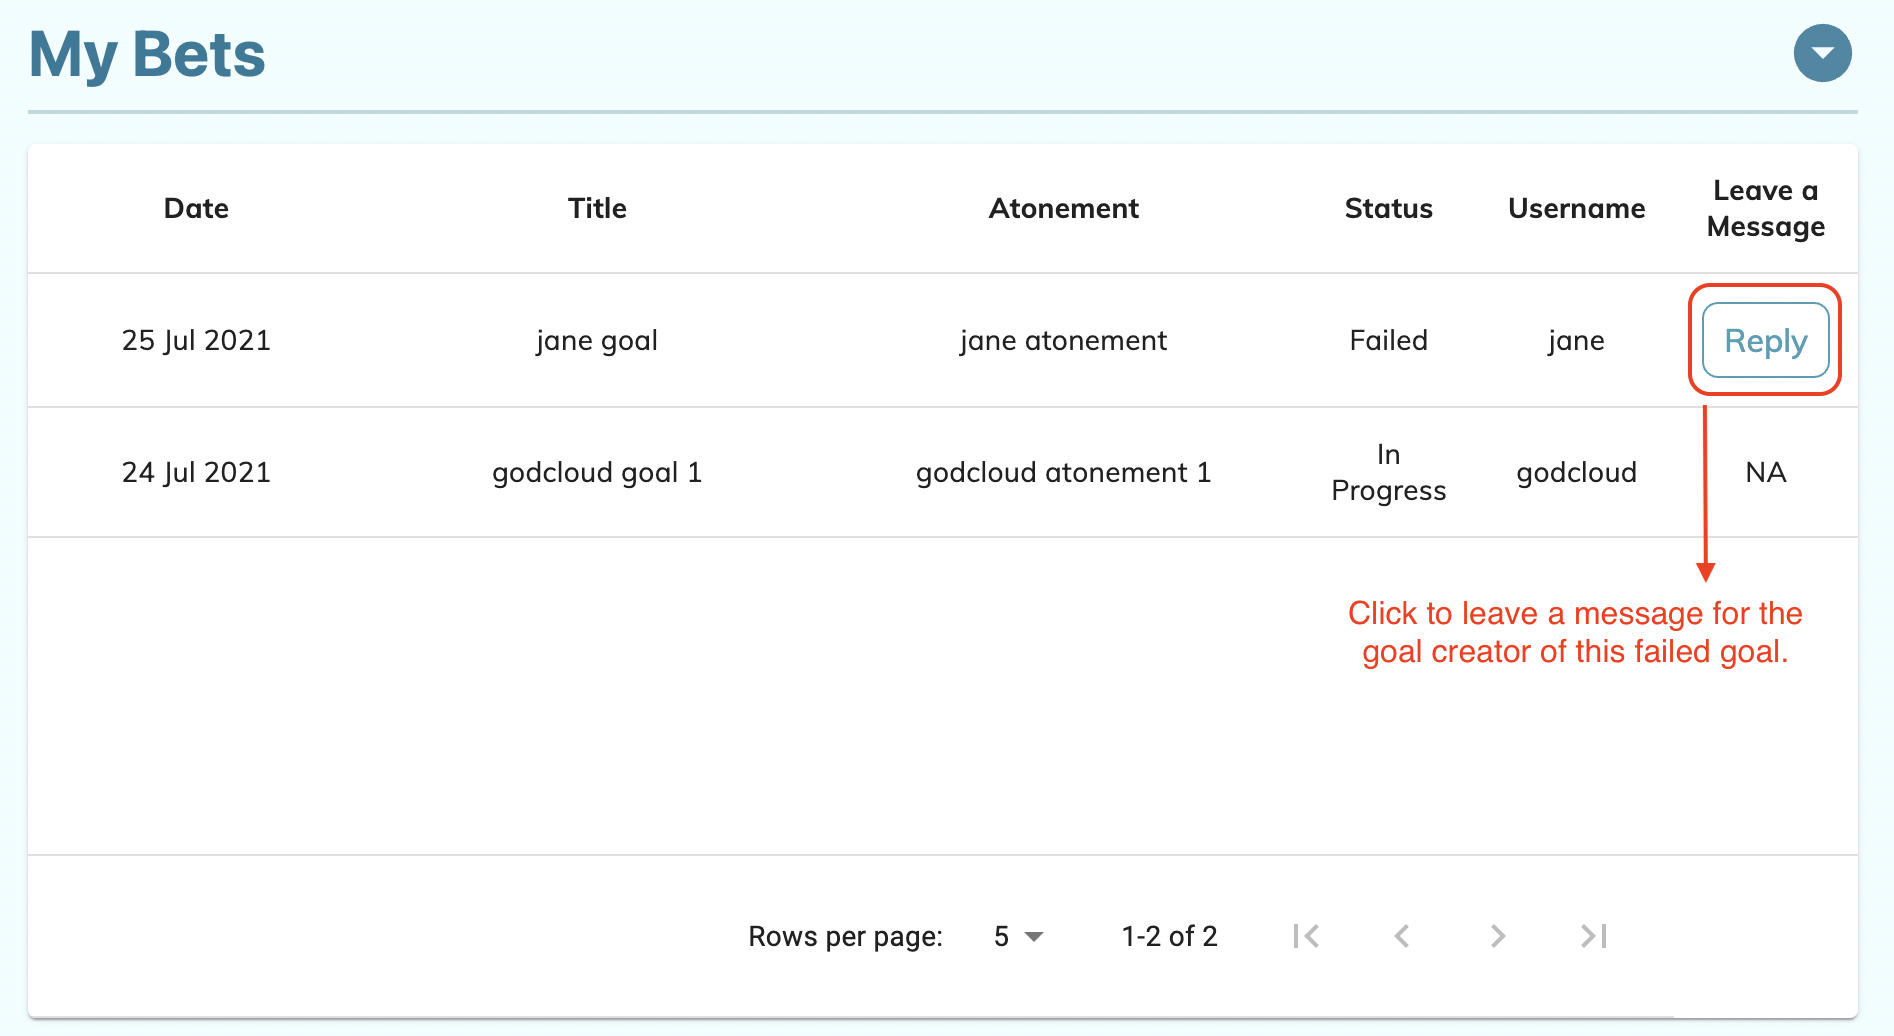 My Bets
Date Title Atonement Status Username Leave a
Message
25 Jul 2021 jane goal jane atonement Failed jane Reply
24 Jul 2021 godcloud goal 1 godcloud atonement 1 In
Progress godcloud NA
Click to leave a message for the
goal creator of this failed goal.
Rows per page: 5 1-2 of 2